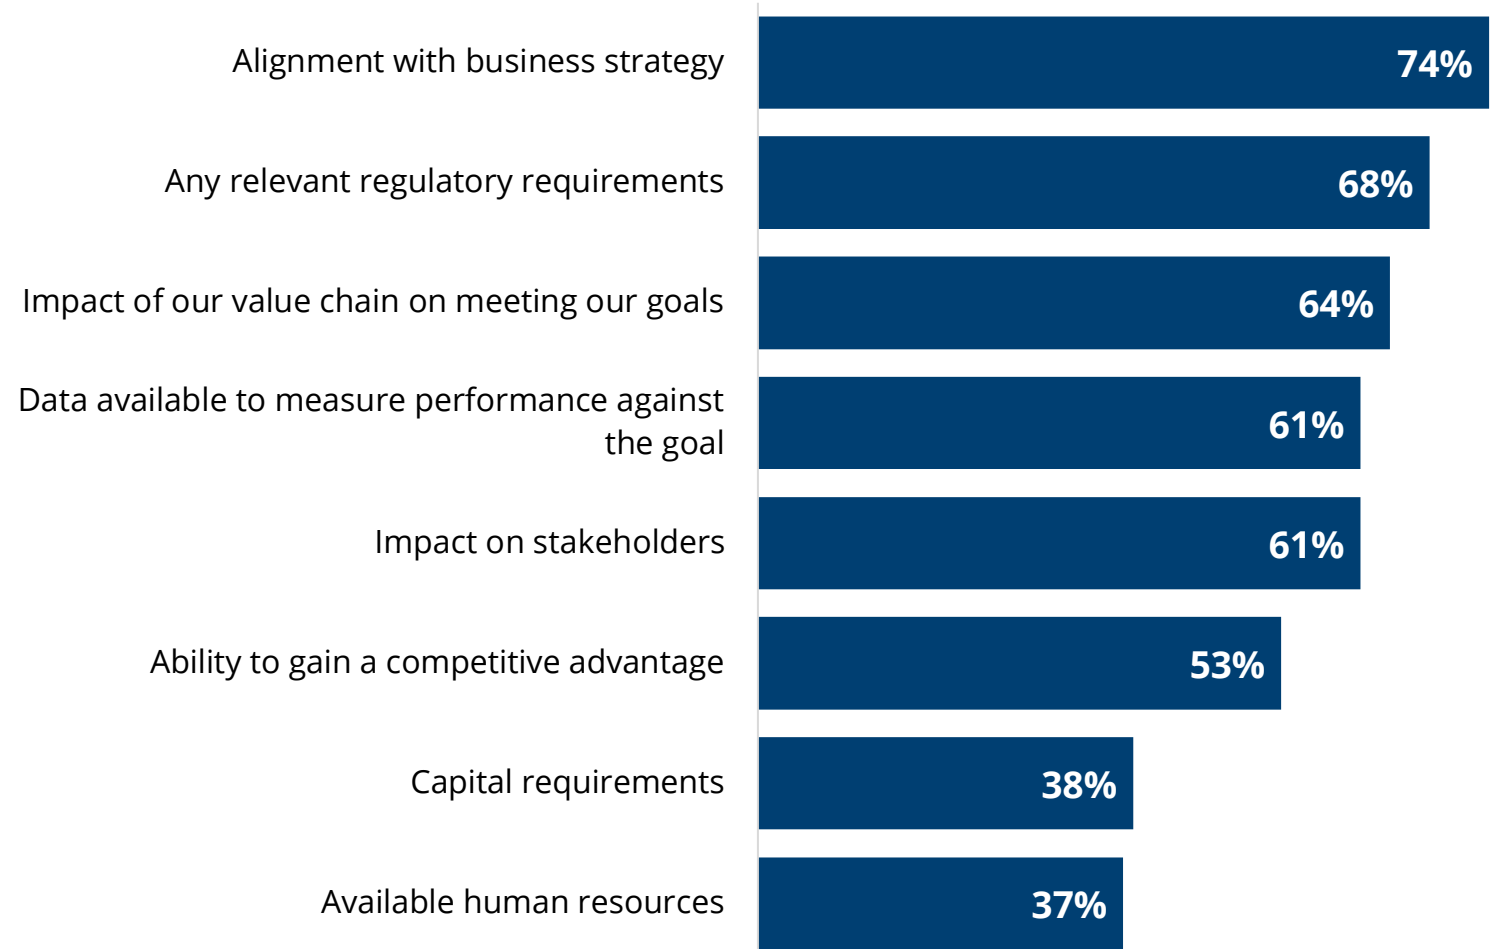 Alignment with business strategy
74%
Any relevant regulatory requirements
68%
Impact of our value chain on meeting our goals
64%
Data available to measure performance against
the goal
61%
Impact on stakeholders
61%
Ability to gain a competitive advantage
53%
Capital requirements
38%
Available human resources
37%